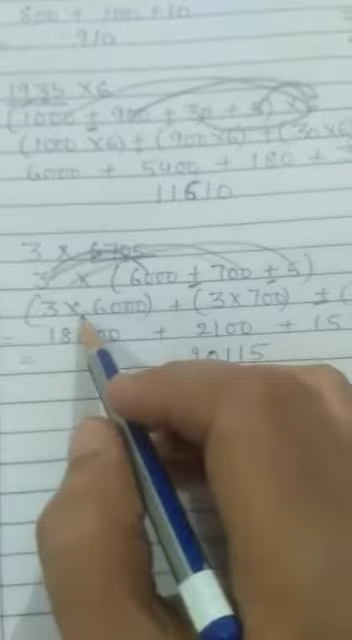 800 + 100 + 10
910
1935 × 6
(1000 + 900 + 30 + 5) × 6
(1000 × 6) + (900 × 6) + (30 × 6
6000 + 5400 + 180 +
11610
3 × 6705
3 × (6000 + 700 + 5)
(3 × 6000) + (3 × 700) + (
18000 + 2100 + 15
= 20115